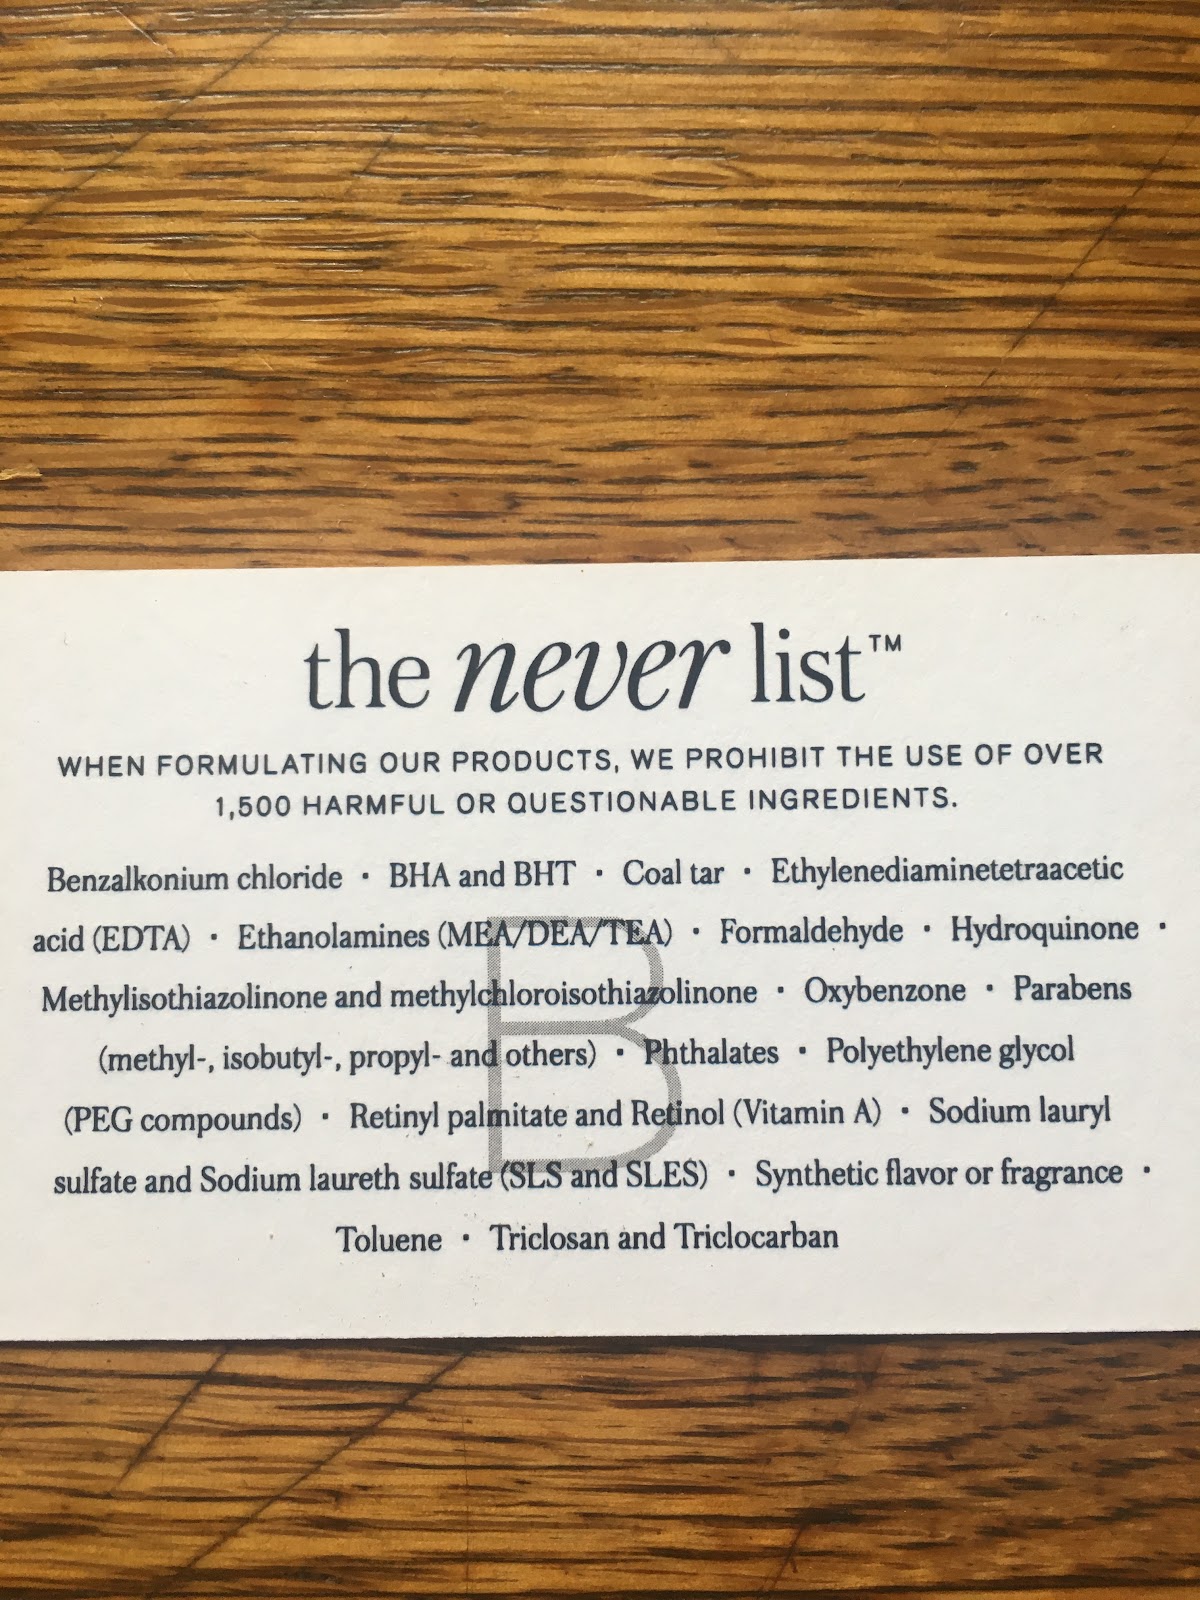 the never list™
WHEN FORMULATING OUR PRODUCTS, WE PROHIBIT THE USE OF OVER
1,500 HARMFUL OR QUESTIONABLE INGREDIENTS.
Benzalkonium chloride · BHA and BHT · Coal tar · Ethylenediaminetetraacetic
acid (EDTA) · Ethanolamines (MEA/DEA/TEA) · Formaldehyde · Hydroquinone ·
Methylisothiazolinone and methylchloroisothiazolinone · Oxybenzone · Parabens
(methyl-, isobutyl-, propyl- and others) · Phthalates · Polyethylene glycol
(PEG compounds) · Retinyl palmitate and Retinol (Vitamin A) · Sodium lauryl
sulfate and Sodium laureth sulfate (SLS and SLES) · Synthetic flavor or fragrance ·
Toluene · Triclosan and Triclocarban
B